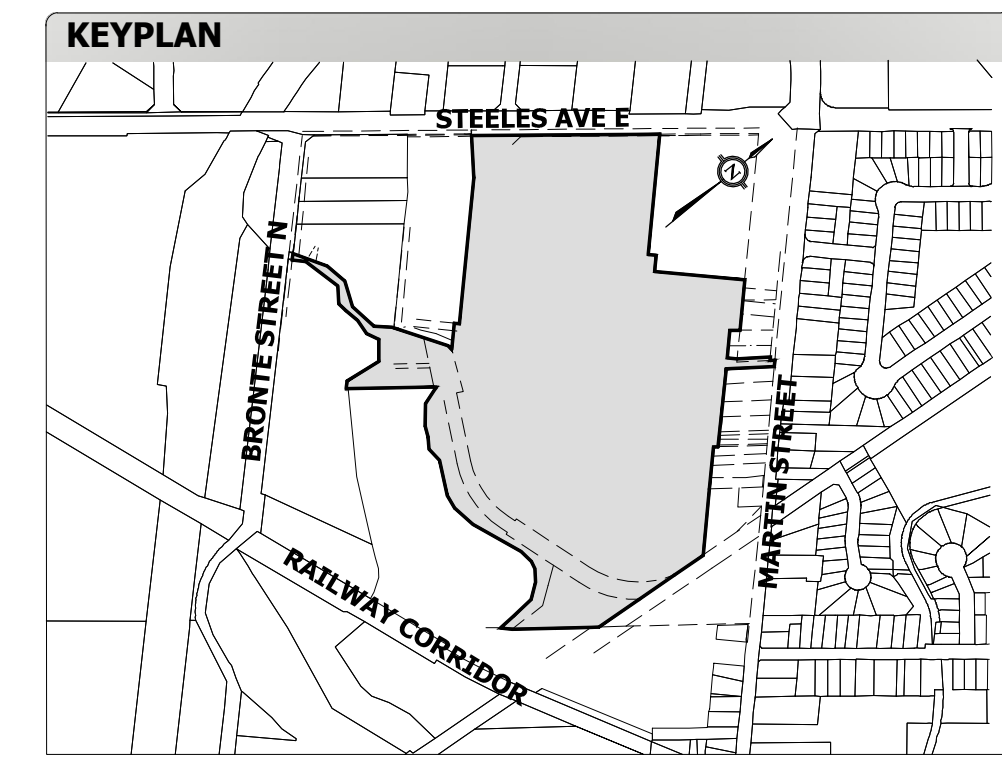 KEYPLAN
STEELES AVE E
N
BRONTE STREET N
MARTIN STREET
RAILWAY CORRIDOR